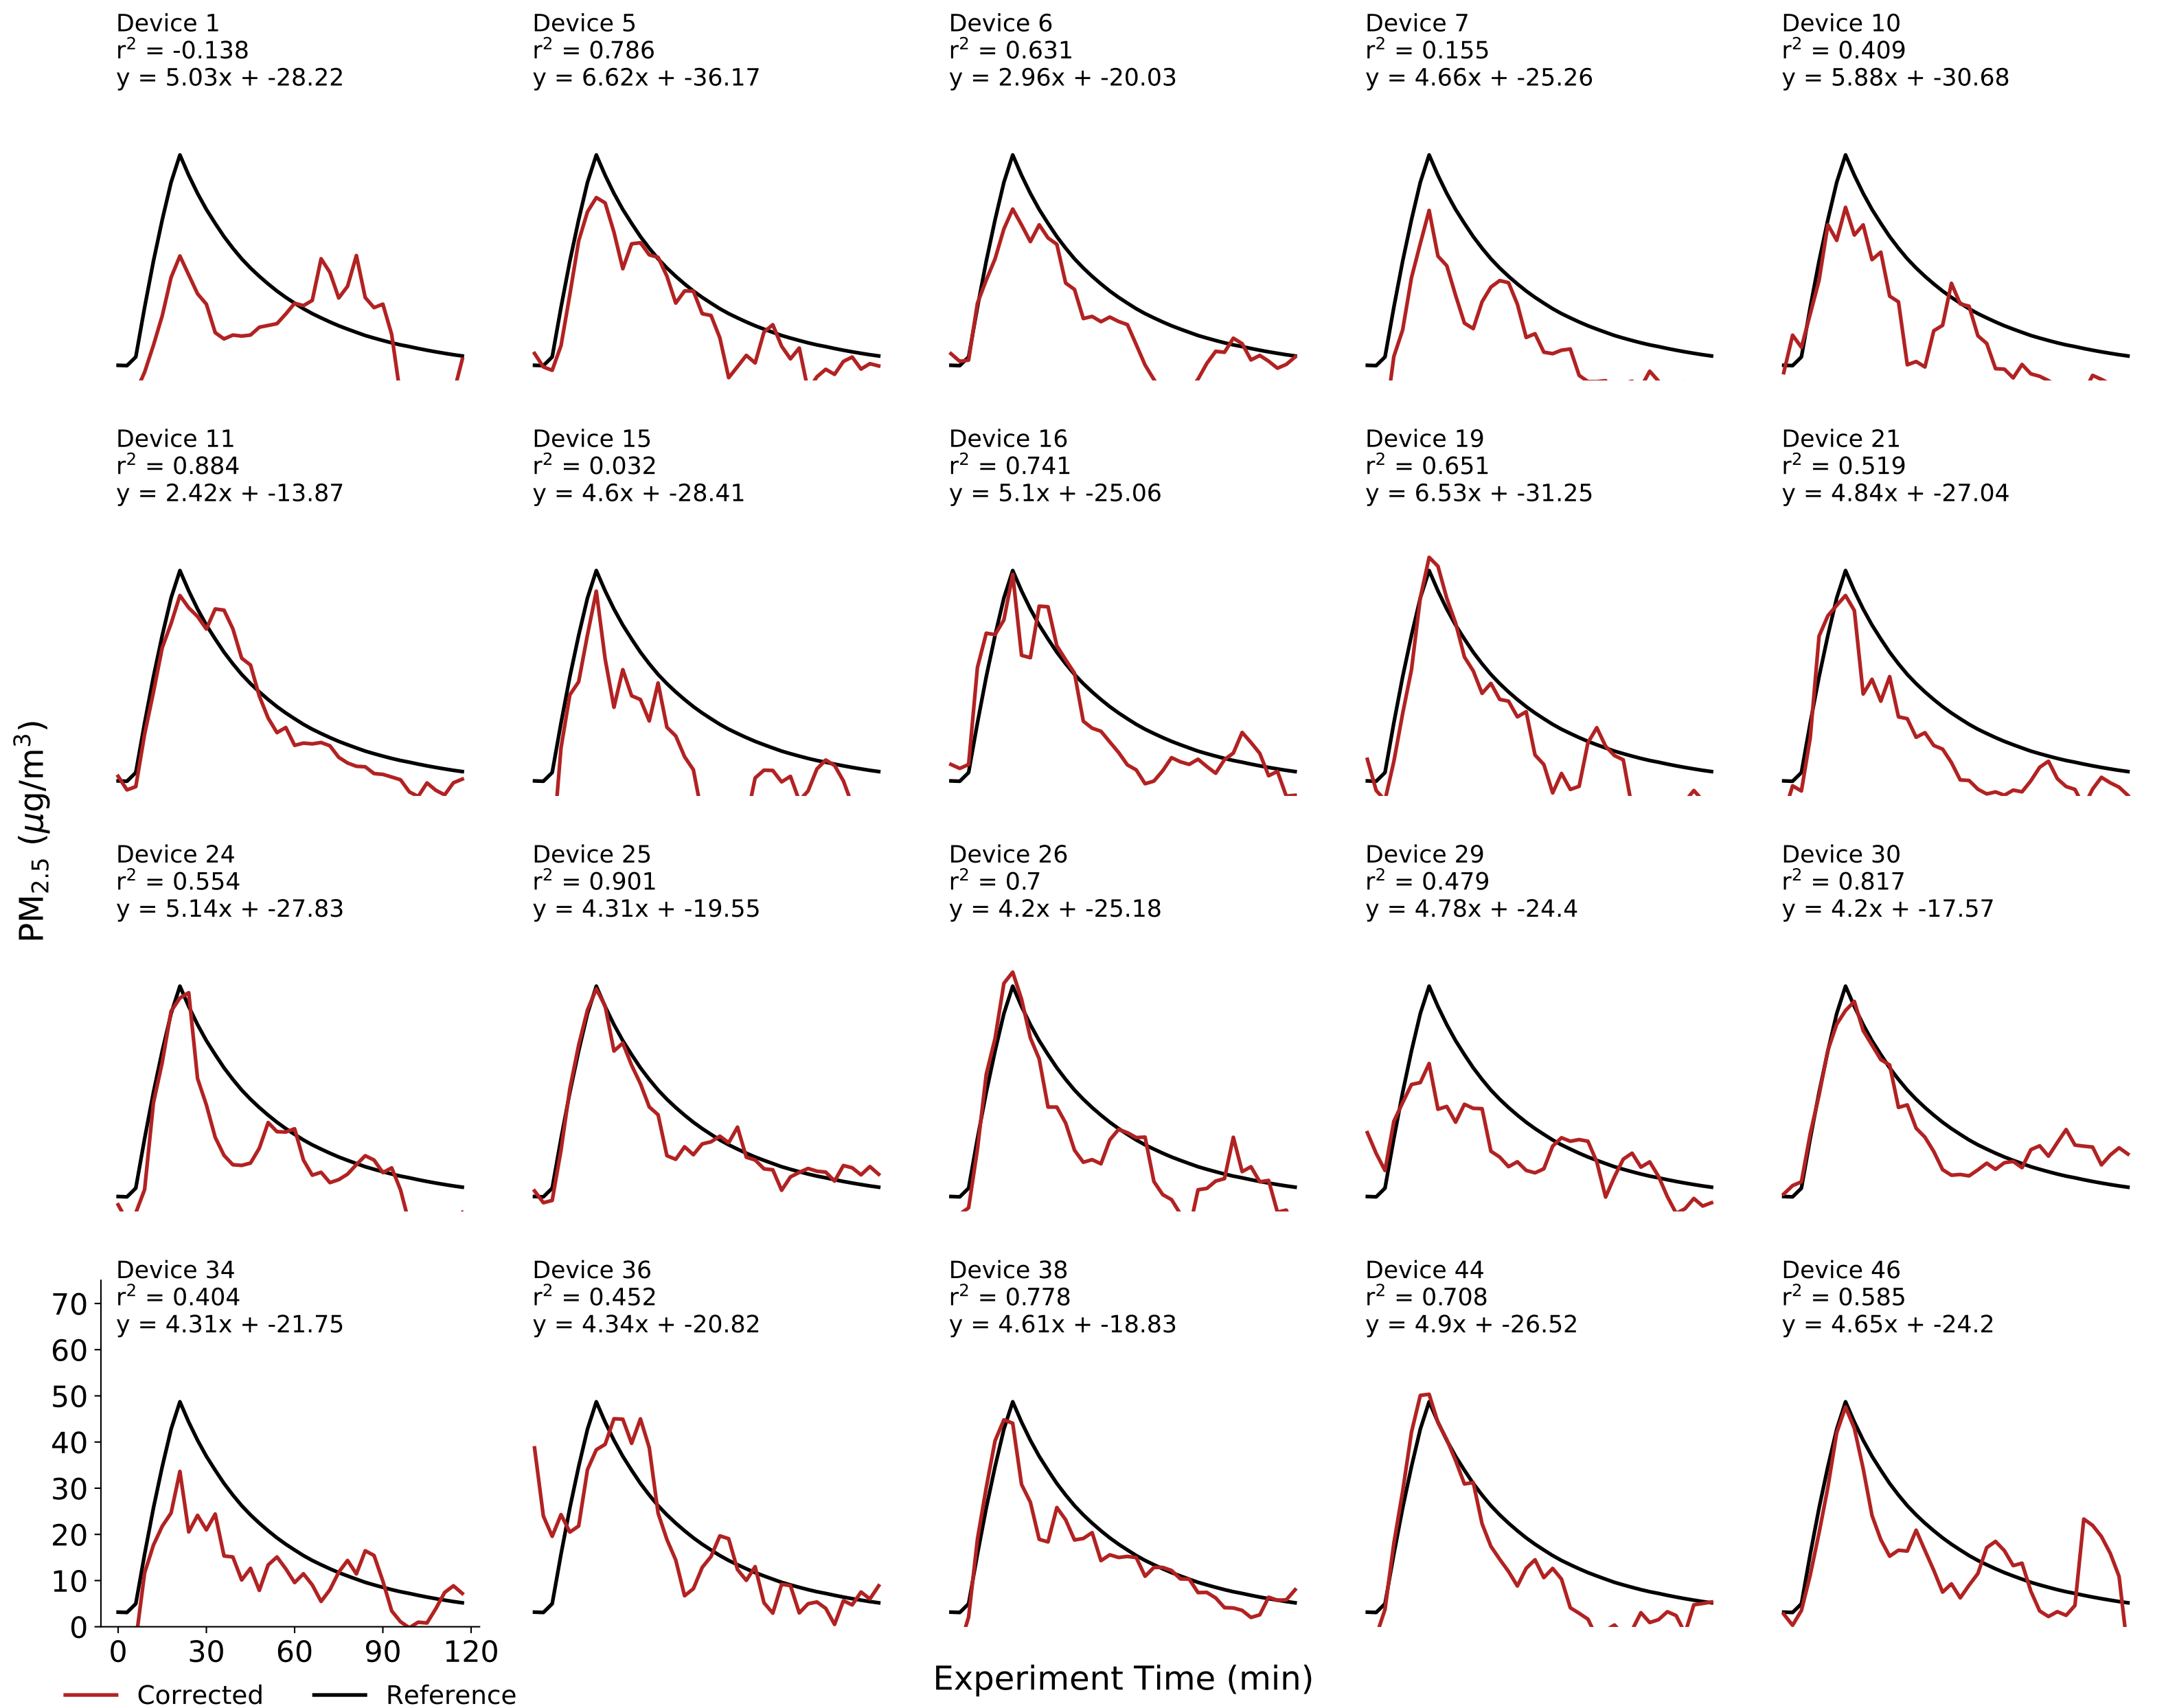 Device 1
r² = -0.138
y = 5.03x + -28.22
Device 5
r² = 0.786
y = 6.62x + -36.17
Device 6
r² = 0.631
y = 2.96x + -20.03
Device 7
r² = 0.155
y = 4.66x + -25.26
Device 10
r² = 0.409
y = 5.88x + -30.68
Device 11
r² = 0.884
y = 2.42x + -13.87
Device 15
r² = 0.032
y = 4.6x + -28.41
Device 16
r² = 0.741
y = 5.1x + -25.06
Device 19
r² = 0.651
y = 6.53x + -31.25
Device 21
r² = 0.519
y = 4.84x + -27.04
PM₂.₅ (μg/m³)
Device 24
r² = 0.554
y = 5.14x + -27.83
Device 25
r² = 0.901
y = 4.31x + -19.55
Device 26
r² = 0.7
y = 4.2x + -25.18
Device 29
r² = 0.479
y = 4.78x + -24.4
Device 30
r² = 0.817
y = 4.2x + -17.57
Device 34
r² = 0.404
y = 4.31x + -21.75
Device 36
r² = 0.452
y = 4.34x + -20.82
Device 38
r² = 0.778
y = 4.61x + -18.83
Device 44
r² = 0.708
y = 4.9x + -26.52
Device 46
r² = 0.585
y = 4.65x + -24.2
70
60
50
40
30
20
10
0
0 30 60 90 120
Experiment Time (min)
Corrected Reference